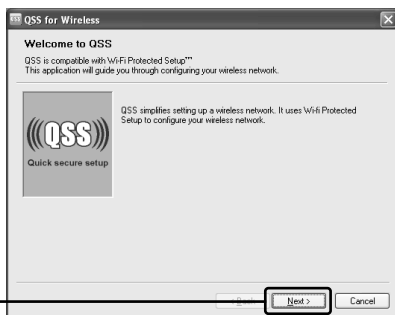 QSS for Wireless
Welcome to QSS
QSS is compatible with Wi-Fi Protected Setup™
This application will guide you through configuring your wireless network.
QSS simplifies setting up a wireless network. It uses Wi-Fi Protected
Setup to configure your wireless network.
(((QSS)))
Quick secure setup
< Back
Next >
Cancel